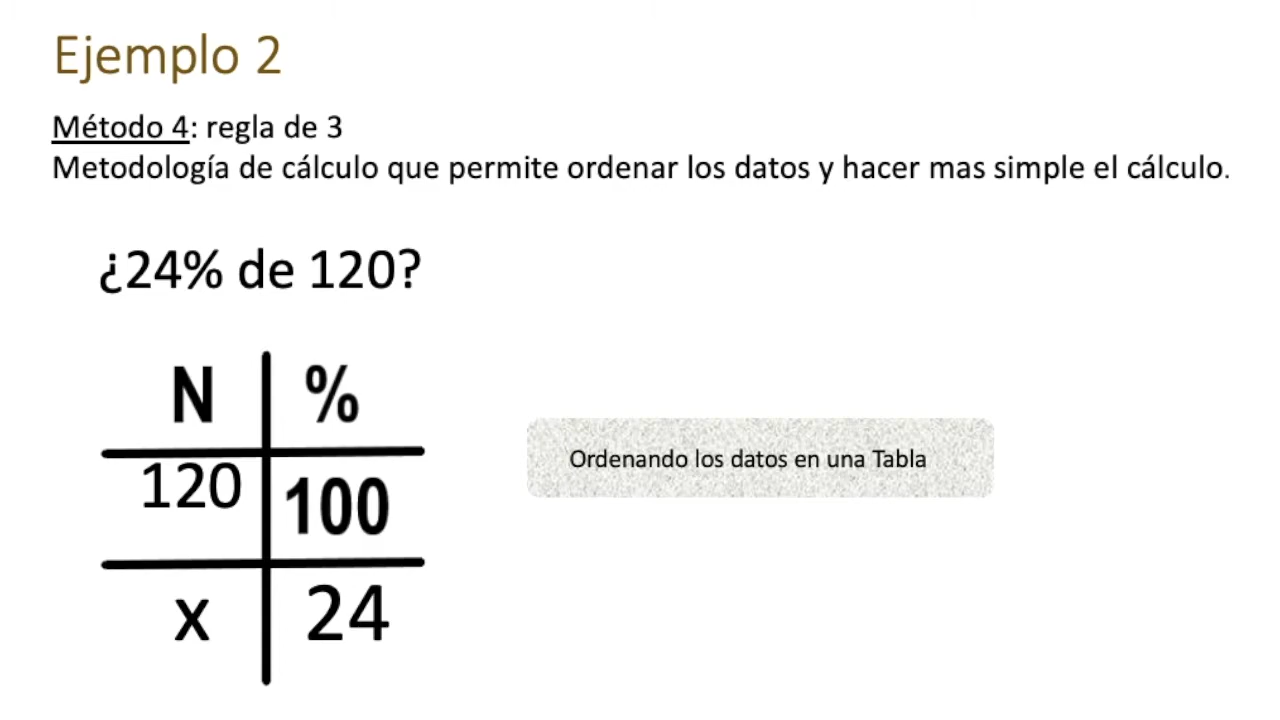 Ejemplo 2
Método 4: regla de 3
Metodología de cálculo que permite ordenar los datos y hacer mas simple el cálculo.
¿24% de 120?
N %
120 100
x 24
Ordenando los datos en una Tabla